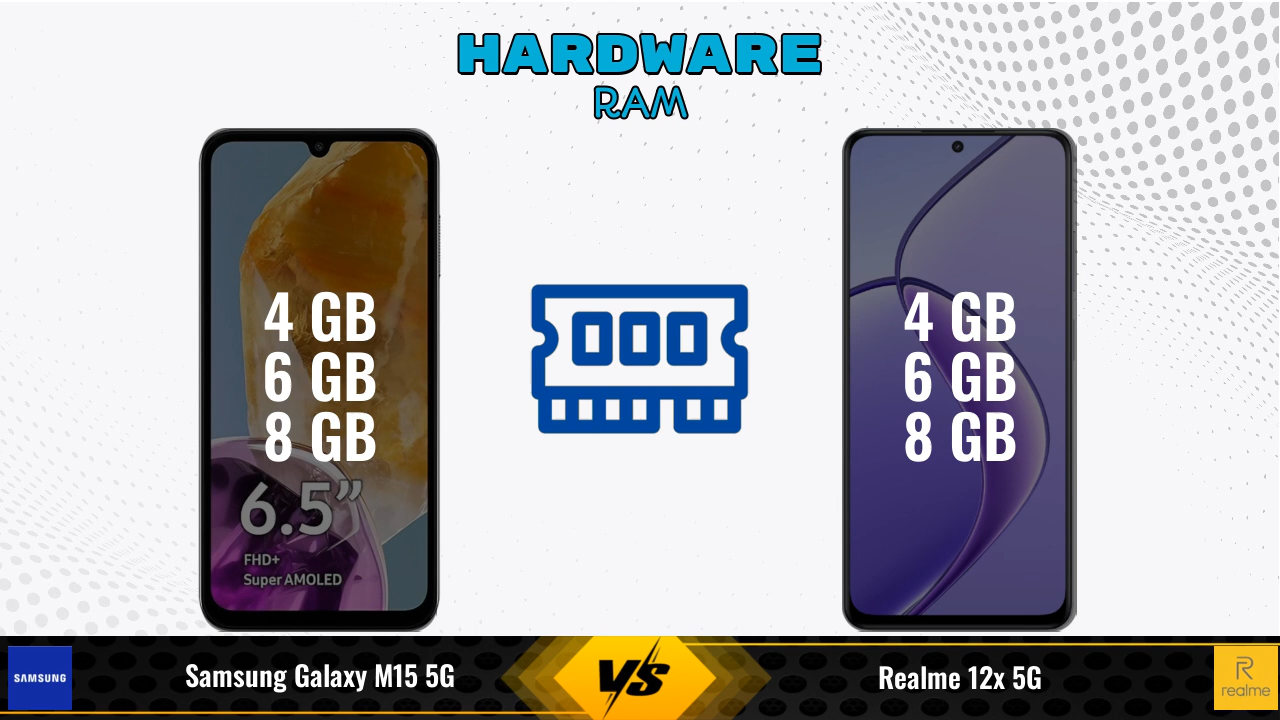 HARDWARE
RAM
4 GB
6 GB
8 GB
6.5”
FHD+
Super AMOLED
4 GB
6 GB
8 GB
SAMSUNG
Samsung Galaxy M15 5G
VS
Realme 12x 5G
R
realme